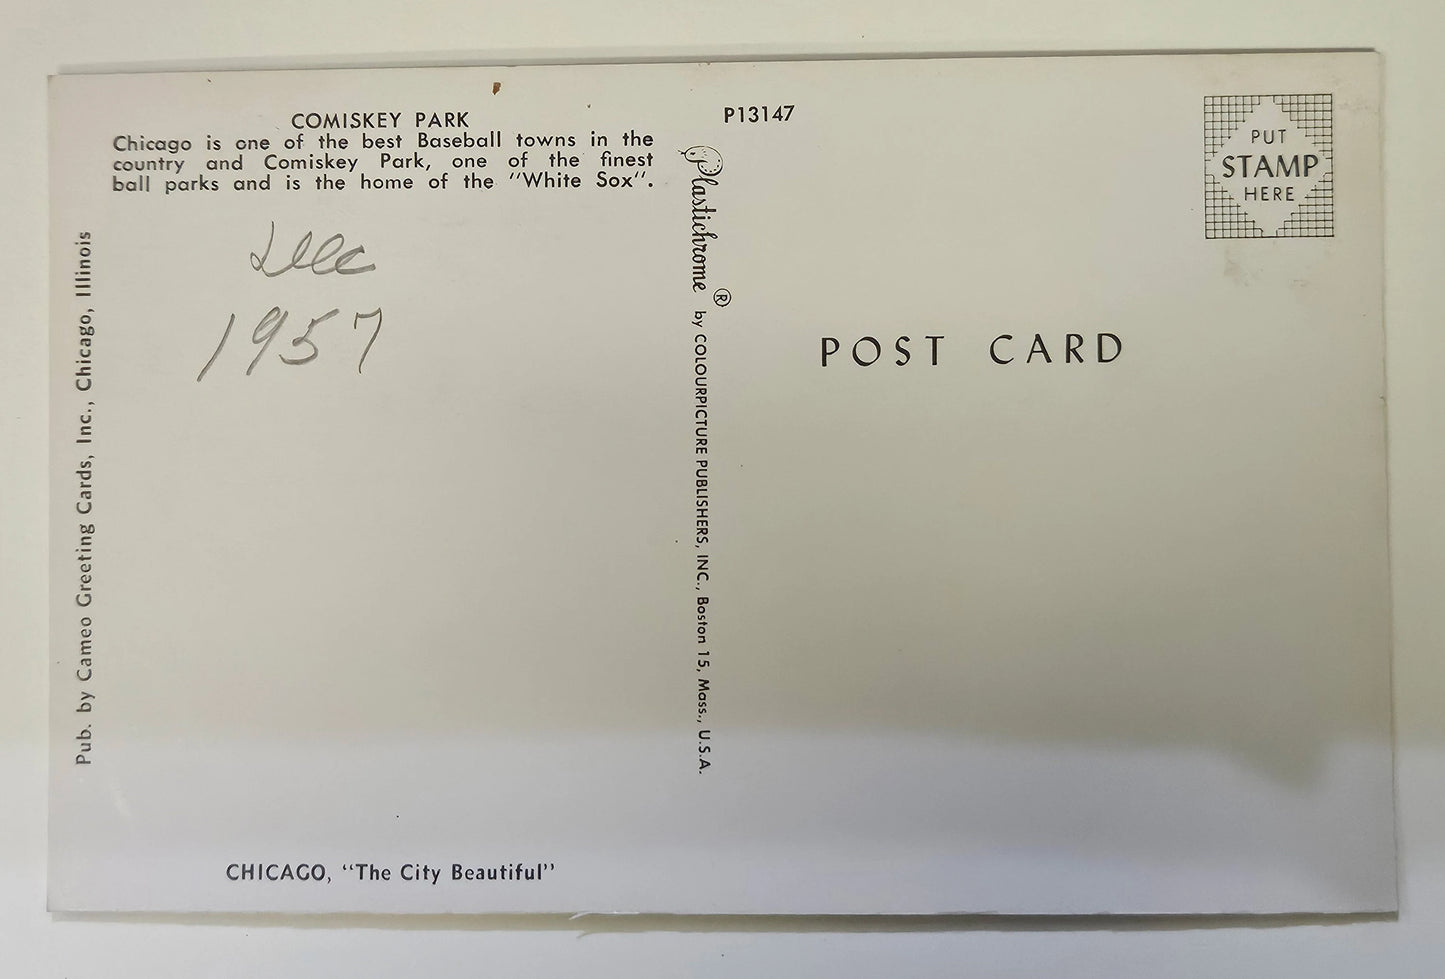 COMISKEY PARK
Chicago is one of the best Baseball towns in the
country and Comiskey Park, one of the finest
ball parks and is the home of the "White Sox".
Dec
1957
Pub. by Cameo Greeting Cards, Inc., Chicago, Illinois
CHICAGO, "The City Beautiful"
P13147
Plastichrome ® by COLOURPICTURE PUBLISHERS, INC., Boston 15, Mass., U.S.A.
PUT
STAMP
HERE
POST CARD